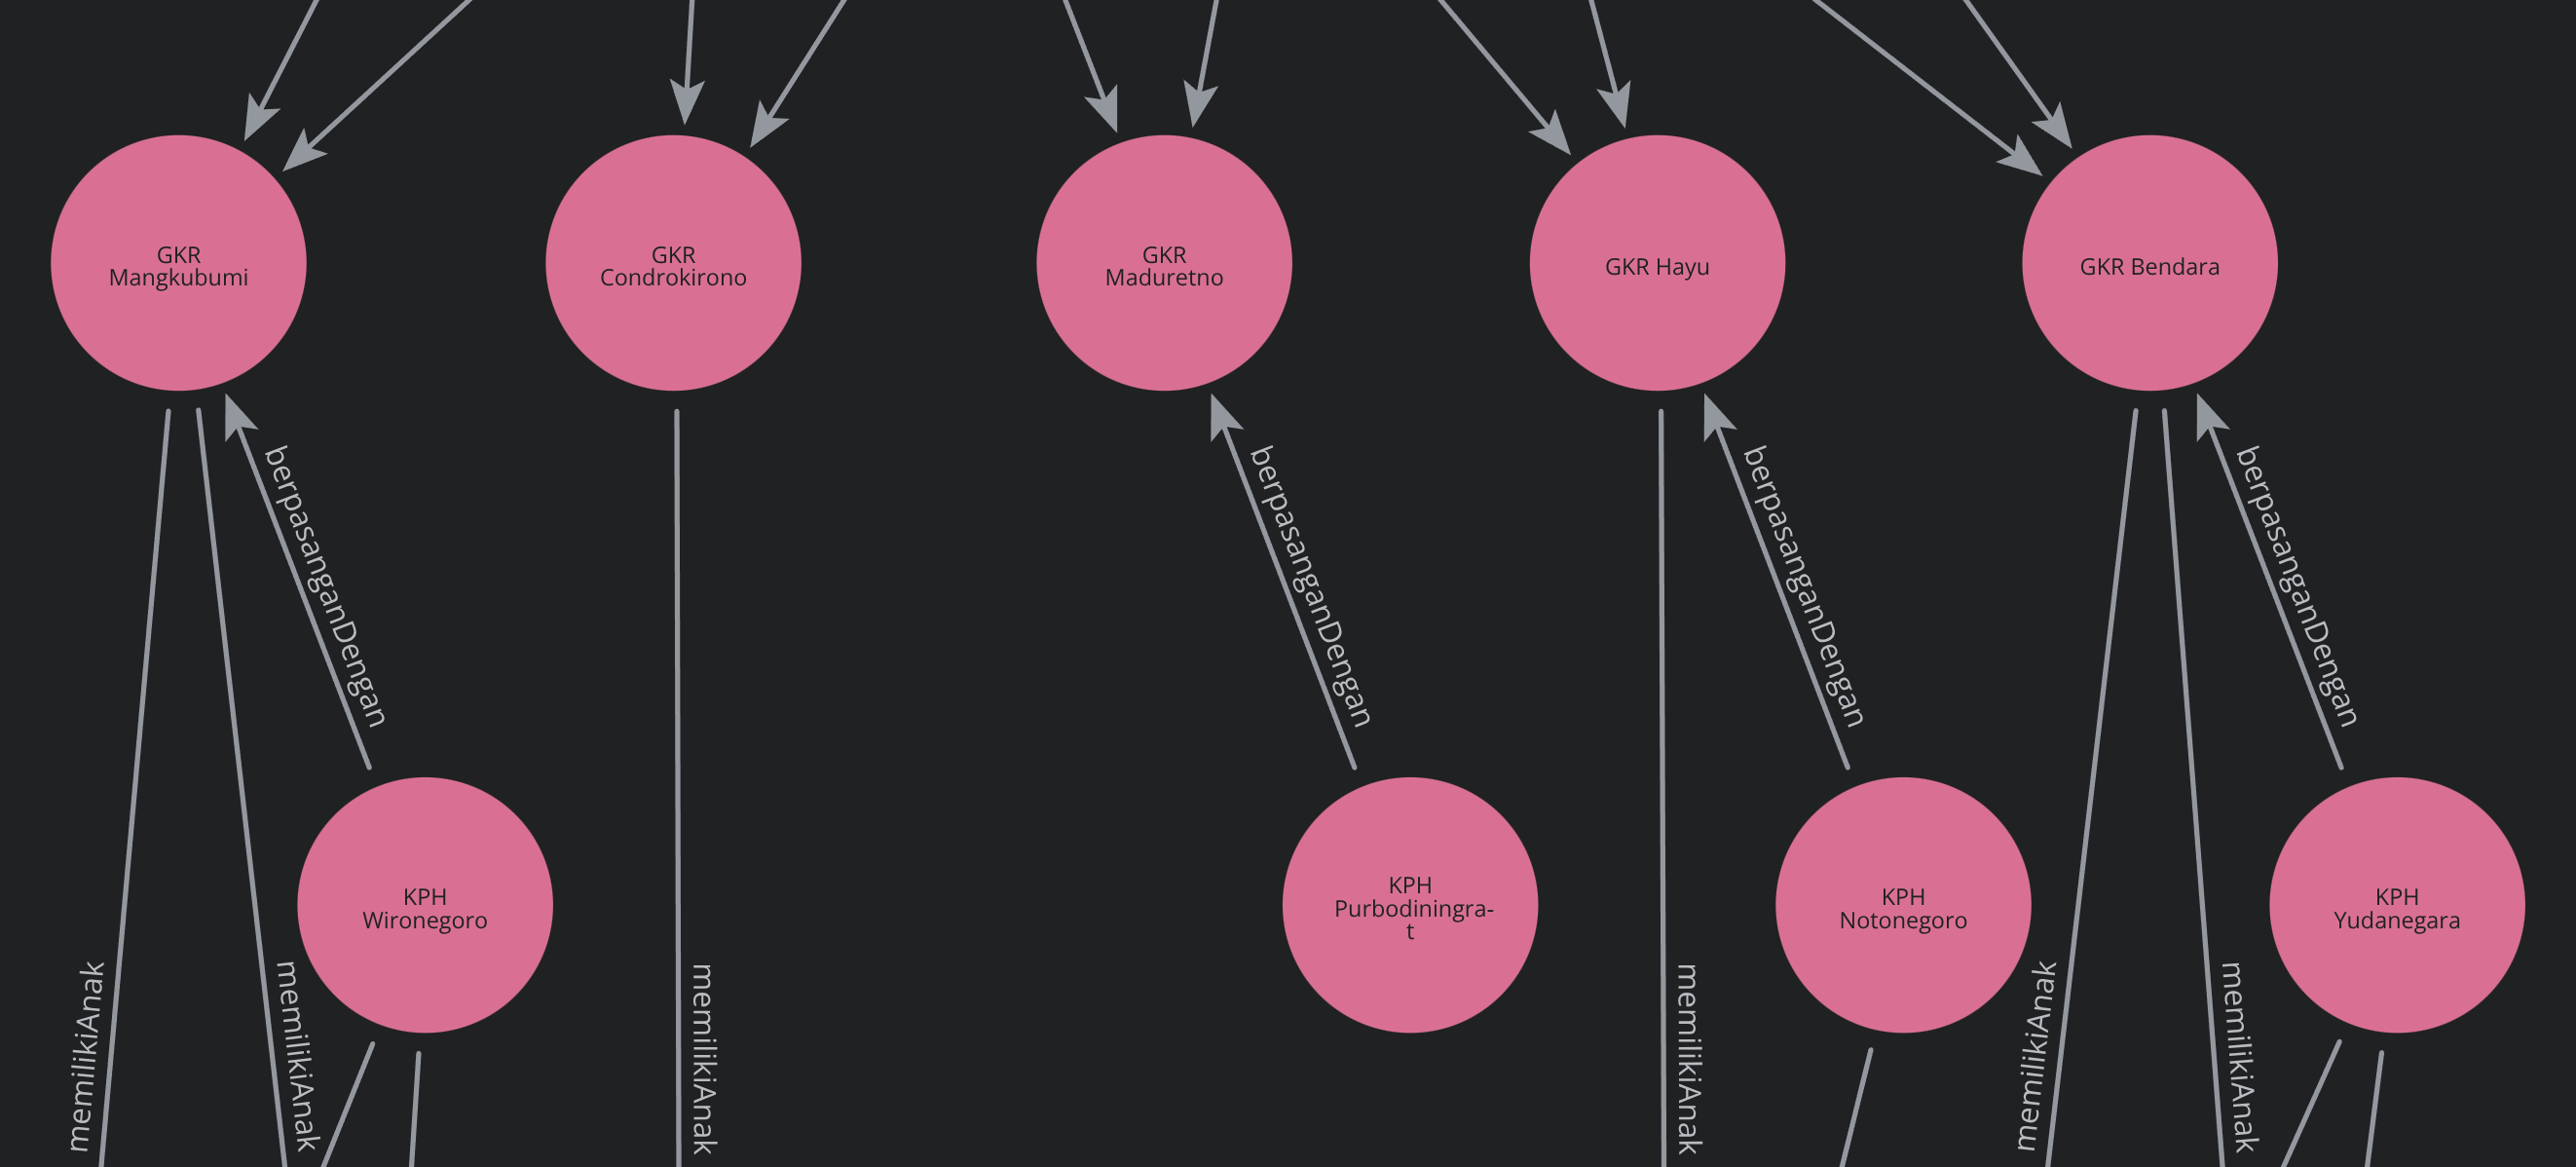 GKR
Mangkubumi
GKR
Condrokirono
GKR
Maduretno
GKR Hayu
GKR Bendara
berpasanganDengan
berpasanganDengan
berpasanganDengan
berpasanganDengan
KPH
Wironegoro
KPH
Purbodiningra-
t
KPH
Notonegoro
KPH
Yudanegara
memilikiAnak
memilikiAnak
memilikiAnak
memilikiAnak
memilikiAnak
memilikiAnak